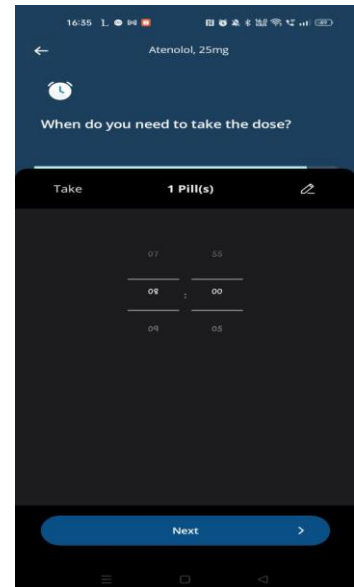 16:35
Atenolol, 25mg
When do you need to take the dose?
Take 1 Pill(s)
07 55
08 : 00
09 05
Next